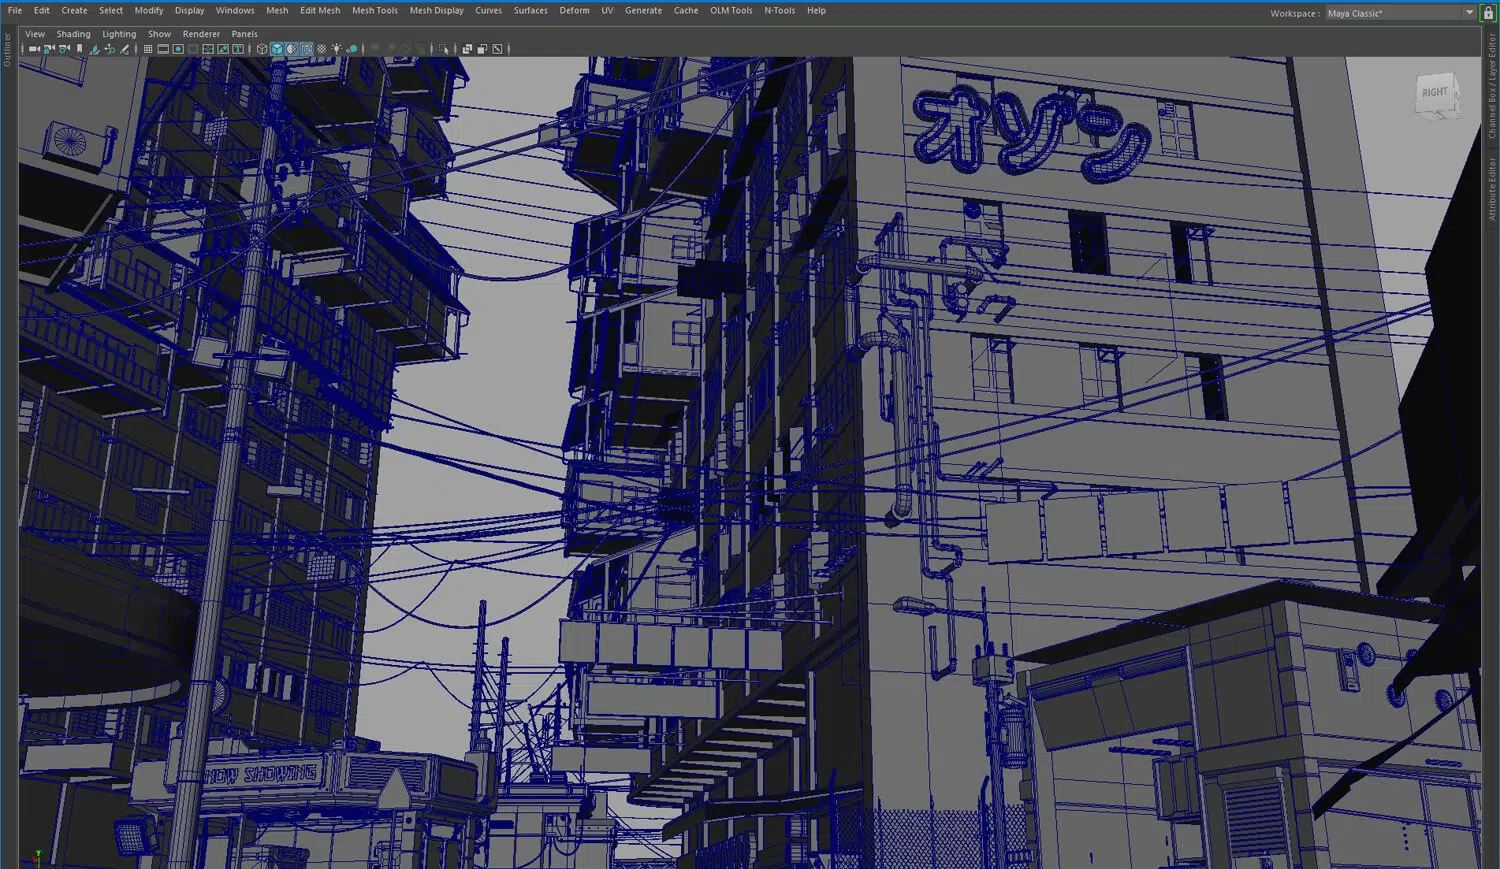 File Edit Create Select Modify Display Windows Mesh Edit Mesh Mesh Tools Mesh Display Curves Surfaces Deform UV Generate Cache OLM Tools N-Tools Help
Workspace : Maya Classic*
View Shading Lighting Show Renderer Panels
Outliner
Channel Box / Layer Editor
Attribute Editor
RIGHT
オゾン
NOW SHOWING
Y